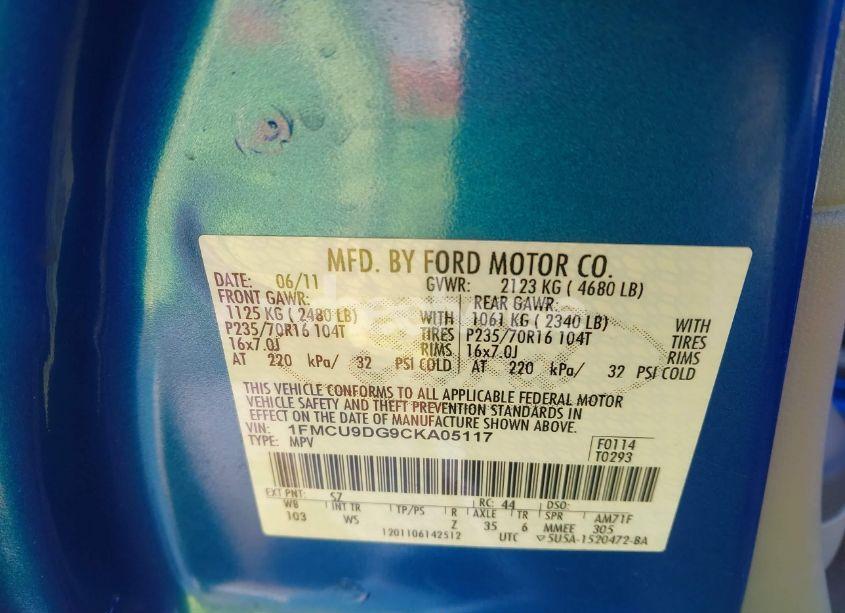 MFD. BY FORD MOTOR CO.
DATE: 06/11 GVWR: 2123 KG ( 4680 LB)
FRONT GAWR: REAR GAWR:
1125 KG ( 2480 LB) WITH 1061 KG ( 2340 LB) WITH
P235/70R16 104T TIRES P235/70R16 104T TIRES
16x7.0J RIMS 16x7.0J RIMS
AT 220 kPa/ 32 PSI COLD AT 220 kPa/ 32 PSI COLD
THIS VEHICLE CONFORMS TO ALL APPLICABLE FEDERAL MOTOR
VEHICLE SAFETY AND THEFT PREVENTION STANDARDS IN
EFFECT ON THE DATE OF MANUFACTURE SHOWN ABOVE.
VIN: 1FMCU9DG9CKA05117 F0114
TYPE: MPV T0293
EXT PNT: SZ RC: 44 DSO:
WB INT TR TP/PS R AXLE TR SPR AM71F
103 WS Z 35 6 MMEE 305
1201106142512 UTC 5USA-1520472-BA